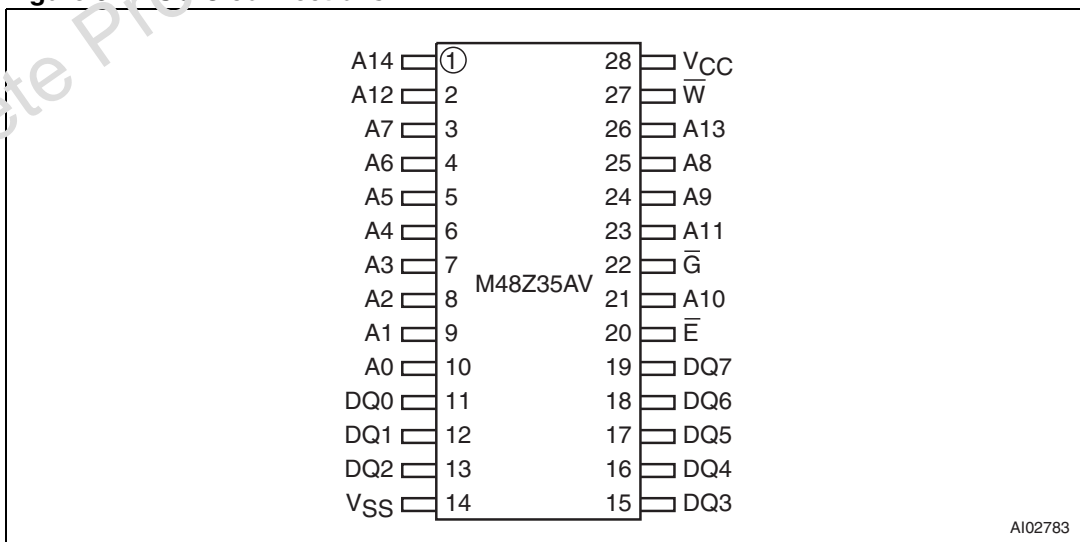 A14 1 28 VCC
A12 2 27 W̅
A7 3 26 A13
A6 4 25 A8
A5 5 24 A9
A4 6 23 A11
A3 7 22 G̅
M48Z35AV
A2 8 21 A10
A1 9 20 E̅
A0 10 19 DQ7
DQ0 11 18 DQ6
DQ1 12 17 DQ5
DQ2 13 16 DQ4
VSS 14 15 DQ3
AI02783